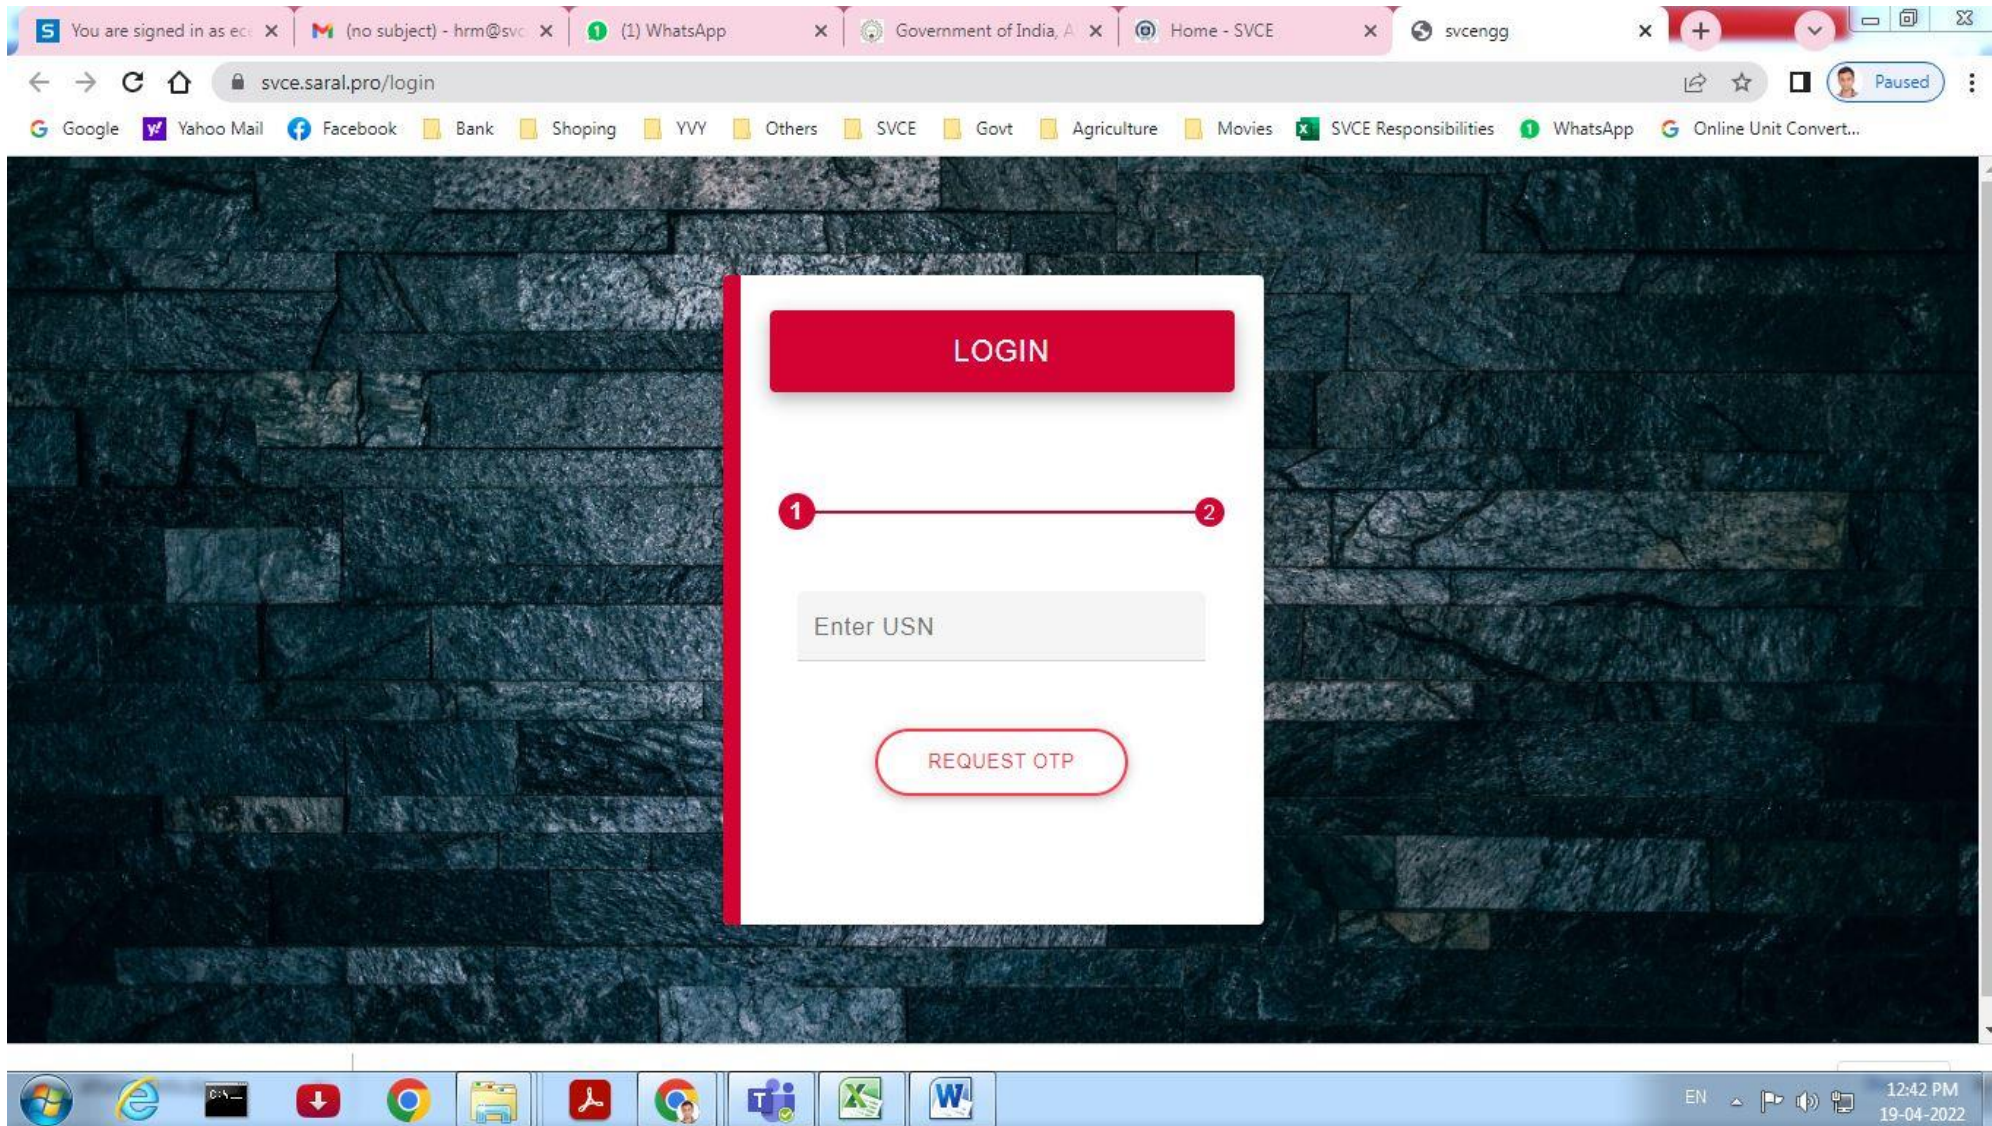 S You are signed in as ec (no subject) - hrm@svc (1) WhatsApp Government of India, A Home - SVCE svcengg
svce.saral.pro/login Paused
Google Yahoo Mail Facebook Bank Shoping YVY Others SVCE Govt Agriculture Movies SVCE Responsibilities WhatsApp Online Unit Convert...
LOGIN
1 2
Enter USN
REQUEST OTP
EN 12:42 PM
19-04-2022